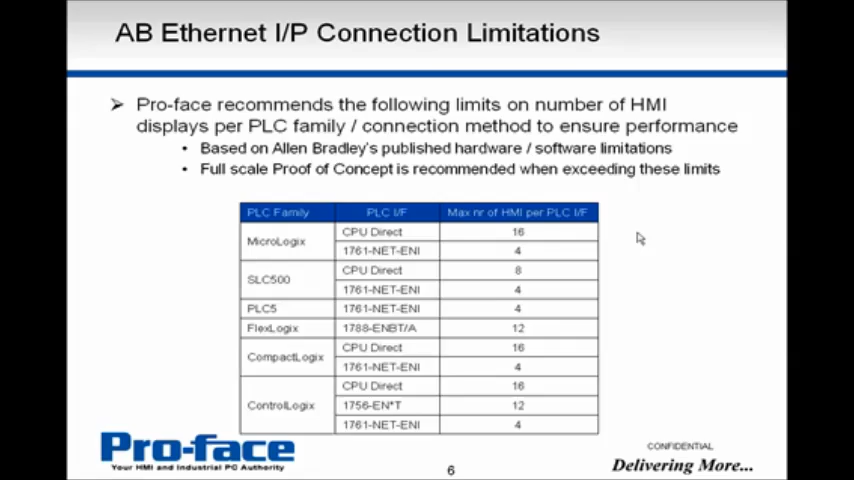 AB Ethernet I/P Connection Limitations
Pro-face recommends the following limits on number of HMI
displays per PLC family / connection method to ensure performance
Based on Allen Bradley's published hardware / software limitations
Full scale Proof of Concept is recommended when exceeding these limits
PLC Family PLC I/F Max nr of HMI per PLC I/F
MicroLogix CPU Direct 16
1761-NET-ENI 4
SLC500 CPU Direct 8
1761-NET-ENI 4
PLC5 1761-NET-ENI 4
FlexLogix 1788-ENBT/A 12
CompactLogix CPU Direct 16
1761-NET-ENI 4
ControlLogix CPU Direct 16
1756-EN*T 12
1761-NET-ENI 4
Pro-face
Your HMI and Industrial PC Authority
6
CONFIDENTIAL
Delivering More...